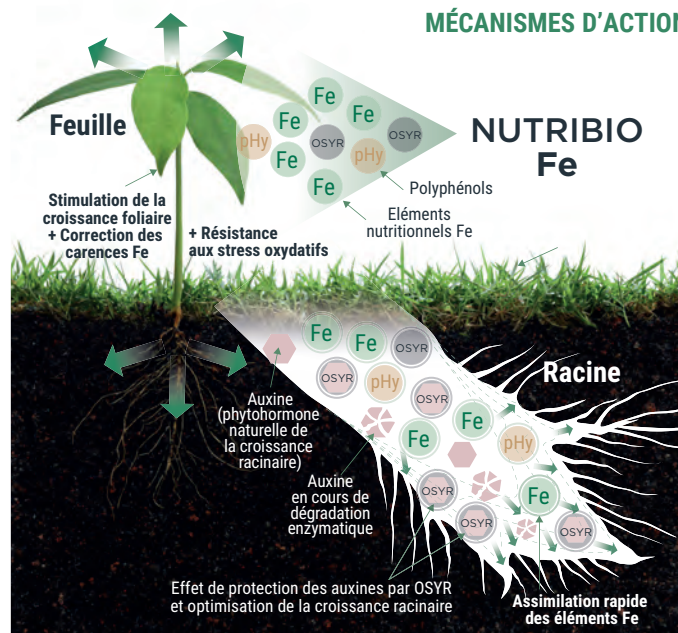 MÉCANISMES D'ACTION
Feuille
Fe
Fe
Fe
OSYR
OSYR
pHy
pHy
Fe
Fe
NUTRIBIO
Fe
Polyphénols
Eléments
nutritionnels Fe
Stimulation de la
croissance foliaire
+ Correction des
carences Fe
+ Résistance
aux stress oxydatifs
Fe
Fe
OSYR
OSYR
pHy
OSYR
Racine
Auxine
(phytohormone
naturelle de
la croissance
racinaire)
Fe
Fe
pHy
Auxine
en cours de
dégradation
enzymatique
OSYR
Fe
OSYR
OSYR
Effet de protection des auxines par OSYR
et optimisation de la croissance racinaire
Assimilation rapide
des éléments Fe